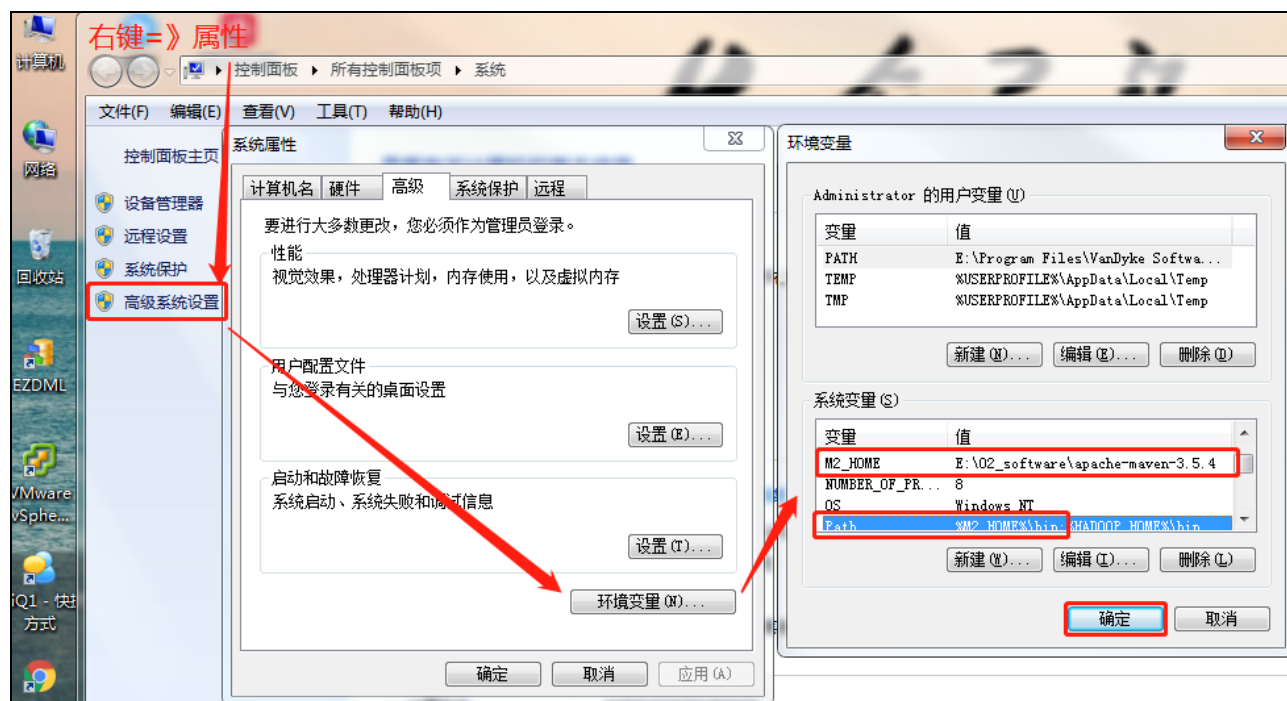 计算机
网络
回收站
EZDML
VMware
vSphe...
iQ1 - 快捷
方式
右键=》属性
控制面板 ▸ 所有控制面板项 ▸ 系统
文件(F) 编辑(E) 查看(V) 工具(T) 帮助(H)
控制面板主页
设备管理器
远程设置
系统保护
高级系统设置
系统属性
计算机名 硬件 高级 系统保护 远程
要进行大多数更改，您必须作为管理员登录。
性能
视觉效果，处理器计划，内存使用，以及虚拟内存
设置(S)...
用户配置文件
与您登录有关的桌面设置
设置(E)...
启动和故障恢复
系统启动、系统失败和调试信息
设置(T)...
环境变量(N)...
确定 取消 应用(A)
环境变量
Administrator 的用户变量(U)
变量 值
PATH E:\Program Files\VanDyke Softwa...
TEMP %USERPROFILE%\AppData\Local\Temp
TMP %USERPROFILE%\AppData\Local\Temp
新建(N)... 编辑(E)... 删除(D)
系统变量(S)
变量 值
M2_HOME E:\02_software\apache-maven-3.5.4
NUMBER_OF_PR... 8
OS Windows_NT
Path %M2_HOME%\bin;%HADOOP_HOME%\bin
新建(W)... 编辑(I)... 删除(L)
确定 取消